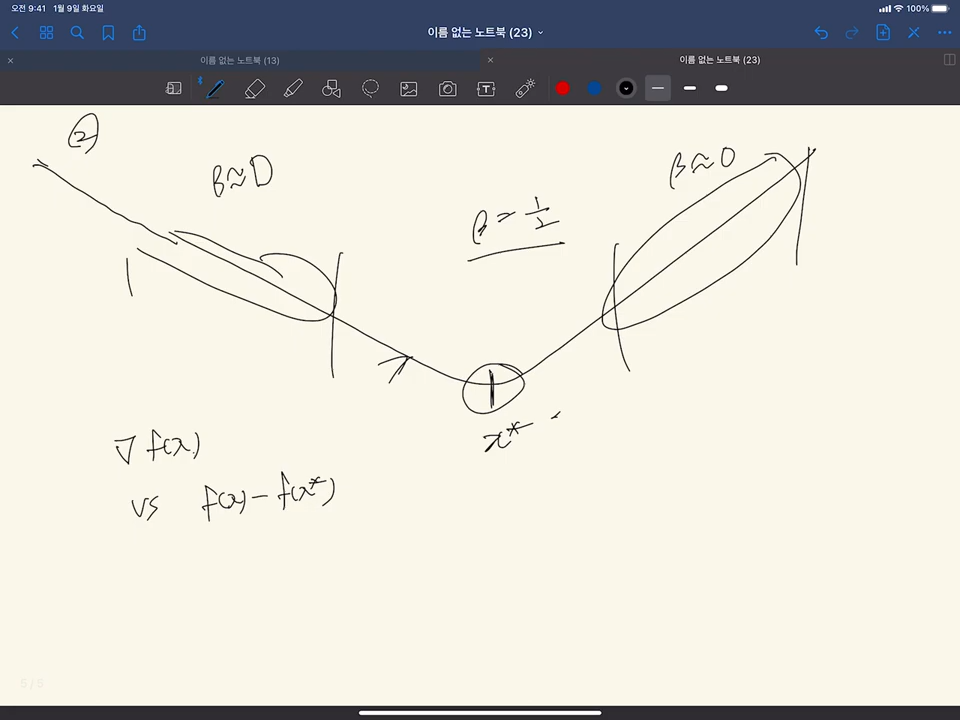 오전 9:41 1월 9일 화요일
100%
이름 없는 노트북 (23)
이름 없는 노트북 (13)
이름 없는 노트북 (23)
②
β≈0
β≈0
β = 1/2
x*
∇f(x)
vs f(x) − f(x*)
5 / 5